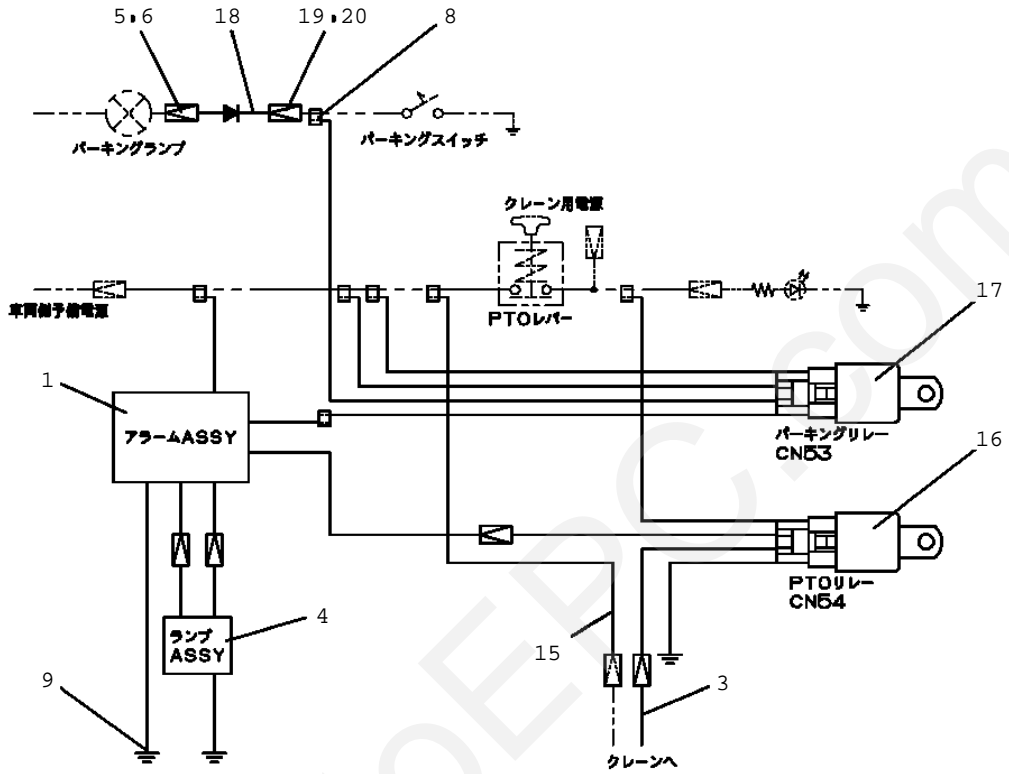 5・6
18
19・20
8
パーキングランプ
パーキングスイッチ
クレーン用電源
車両側予備電源
PTOレバー
17
1
アラームASSY
パーキングリレー
CN53
16
PTOリレー
CN54
ランプ
ASSY
4
15
9
3
クレーンへ
OEPC.com